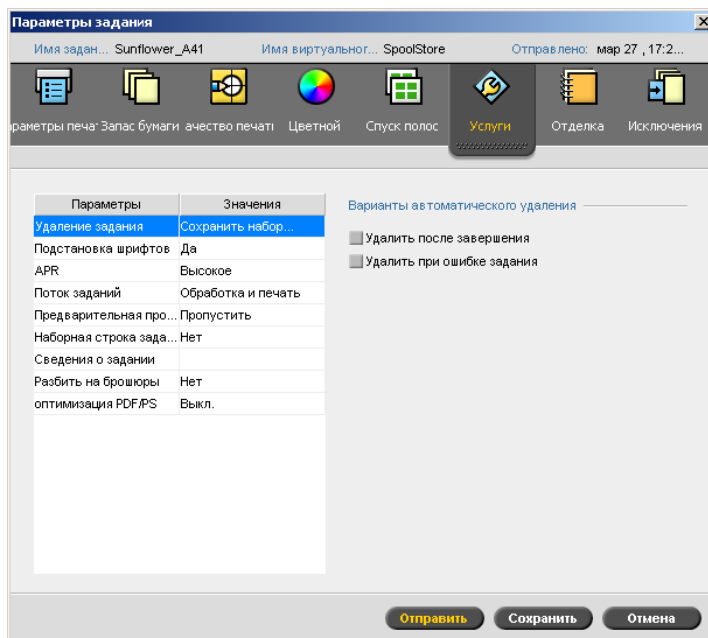 Параметры задания
Имя задан... Sunflower_A41 Имя виртуальног... SpoolStore Отправлено: мар 27 , 17:2...
раметры печат Запас бумаги ачество печати Цветной Спуск полос Услуги Отделка Исключения
Параметры Значения
Удаление задания Сохранить набор...
Подстановка шрифтов Да
APR Высокое
Поток заданий Обработка и печать
Предварительная про... Пропустить
Наборная строка зада... Нет
Сведения о задании
Разбить на брошюры Нет
оптимизация PDF/PS Выкл.
Варианты автоматического удаления
Удалить после завершения
Удалить при ошибке задания
Отправить Сохранить Отмена